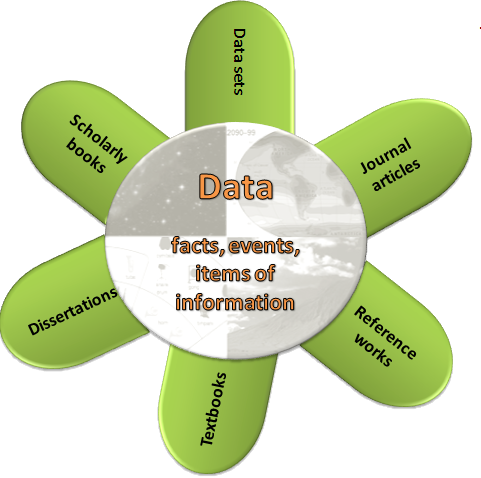 Data sets
Journal
articles
Reference
works
Textbooks
Dissertations
Scholarly
books
2090-99
Data
facts, events,
items of
information